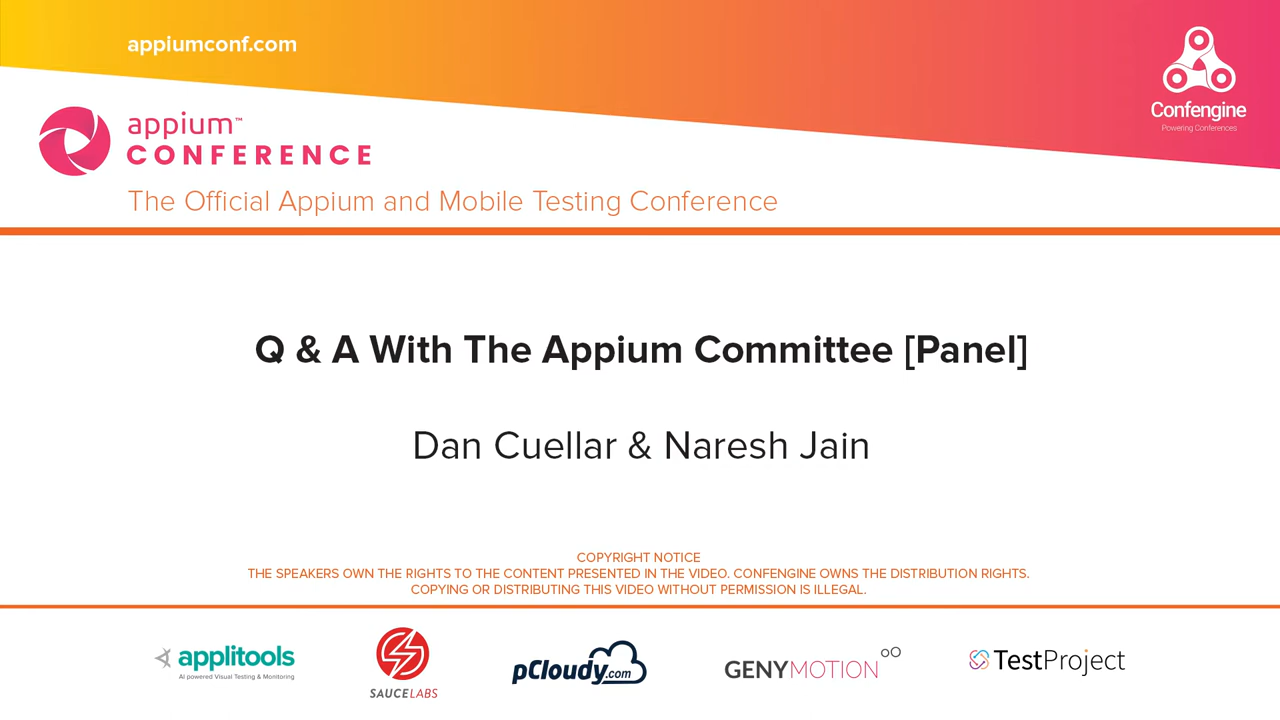 appiumconf.com
Confengine
Powering Conferences
appium™
CONFERENCE
The Official Appium and Mobile Testing Conference
Q & A With The Appium Committee [Panel]
Dan Cuellar & Naresh Jain
COPYRIGHT NOTICE
THE SPEAKERS OWN THE RIGHTS TO THE CONTENT PRESENTED IN THE VIDEO. CONFENGINE OWNS THE DISTRIBUTION RIGHTS.
COPYING OR DISTRIBUTING THIS VIDEO WITHOUT PERMISSION IS ILLEGAL.
applitools
AI powered Visual Testing & Monitoring
SAUCELABS
pCloudy.com
GENYMOTION
TestProject